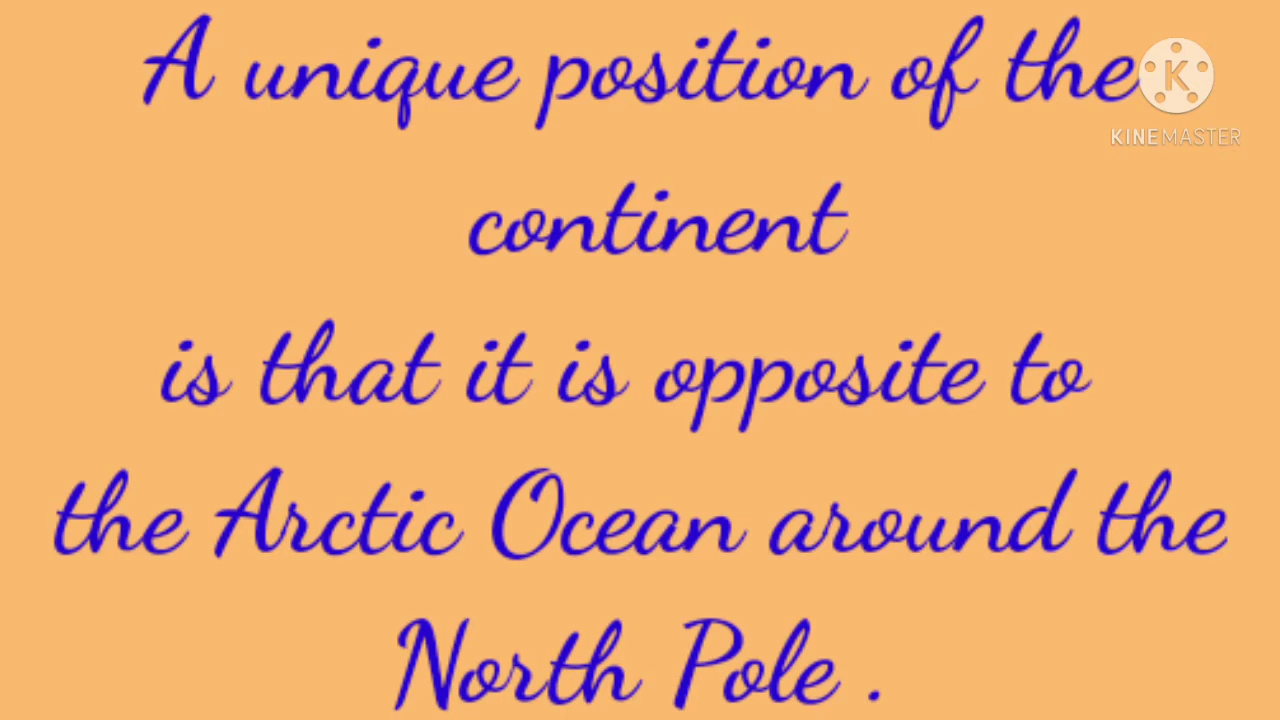 A unique position of the
K
KINEMASTER
continent
is that it is opposite to
the Arctic Ocean around the
North Pole .